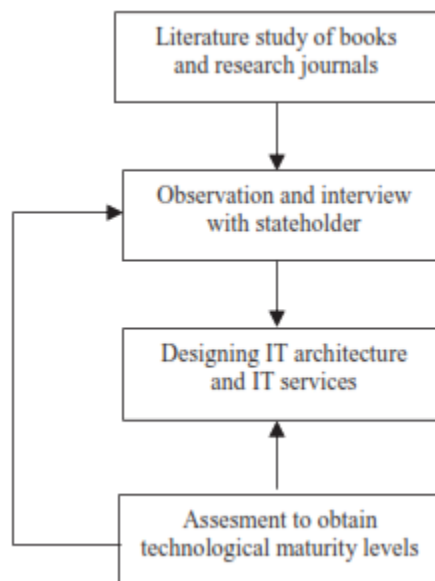 Literature study of books
and research journals
Observation and interview
with stateholder
Designing IT architecture
and IT services
Assesment to obtain
technological maturity levels